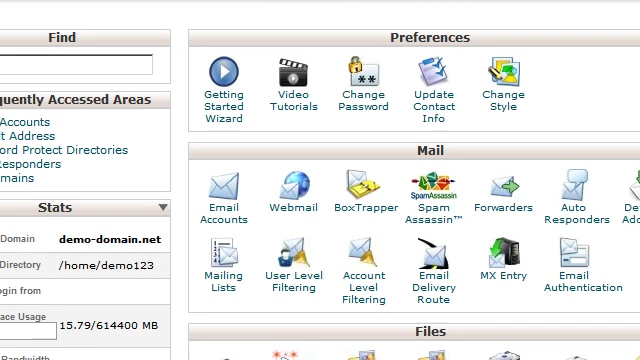 Find
Preferences
Getting Started Wizard
Video Tutorials
Change Password
Update Contact Info
Change Style
quently Accessed Areas
Accounts
lt Address
ord Protect Directories
esponders
mains
Mail
Email Accounts
Webmail
BoxTrapper
SpamAssassin
Spam Assassin™
Forwarders
Auto Responders
Stats
Domain
demo-domain.net
Directory
/home/demo123
ogin from
ace Usage
15.79/614400 MB
Bandwidth
Mailing Lists
User Level Filtering
Account Level Filtering
Email Delivery Route
MX Entry
Email Authentication
Files